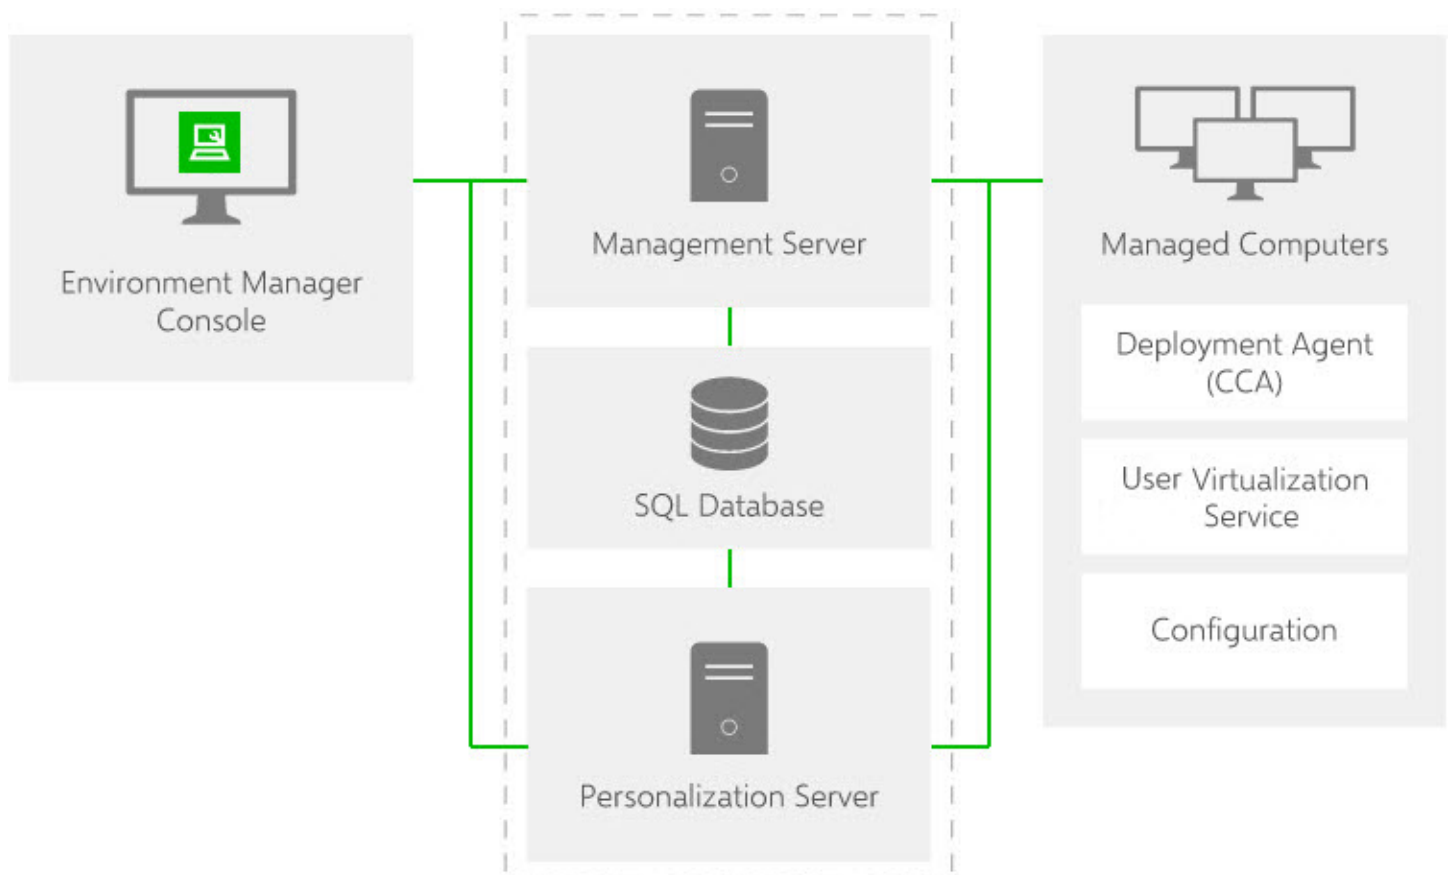 Environment Manager
Console
Management Server
SQL Database
Personalization Server
Managed Computers
Deployment Agent
(CCA)
User Virtualization
Service
Configuration